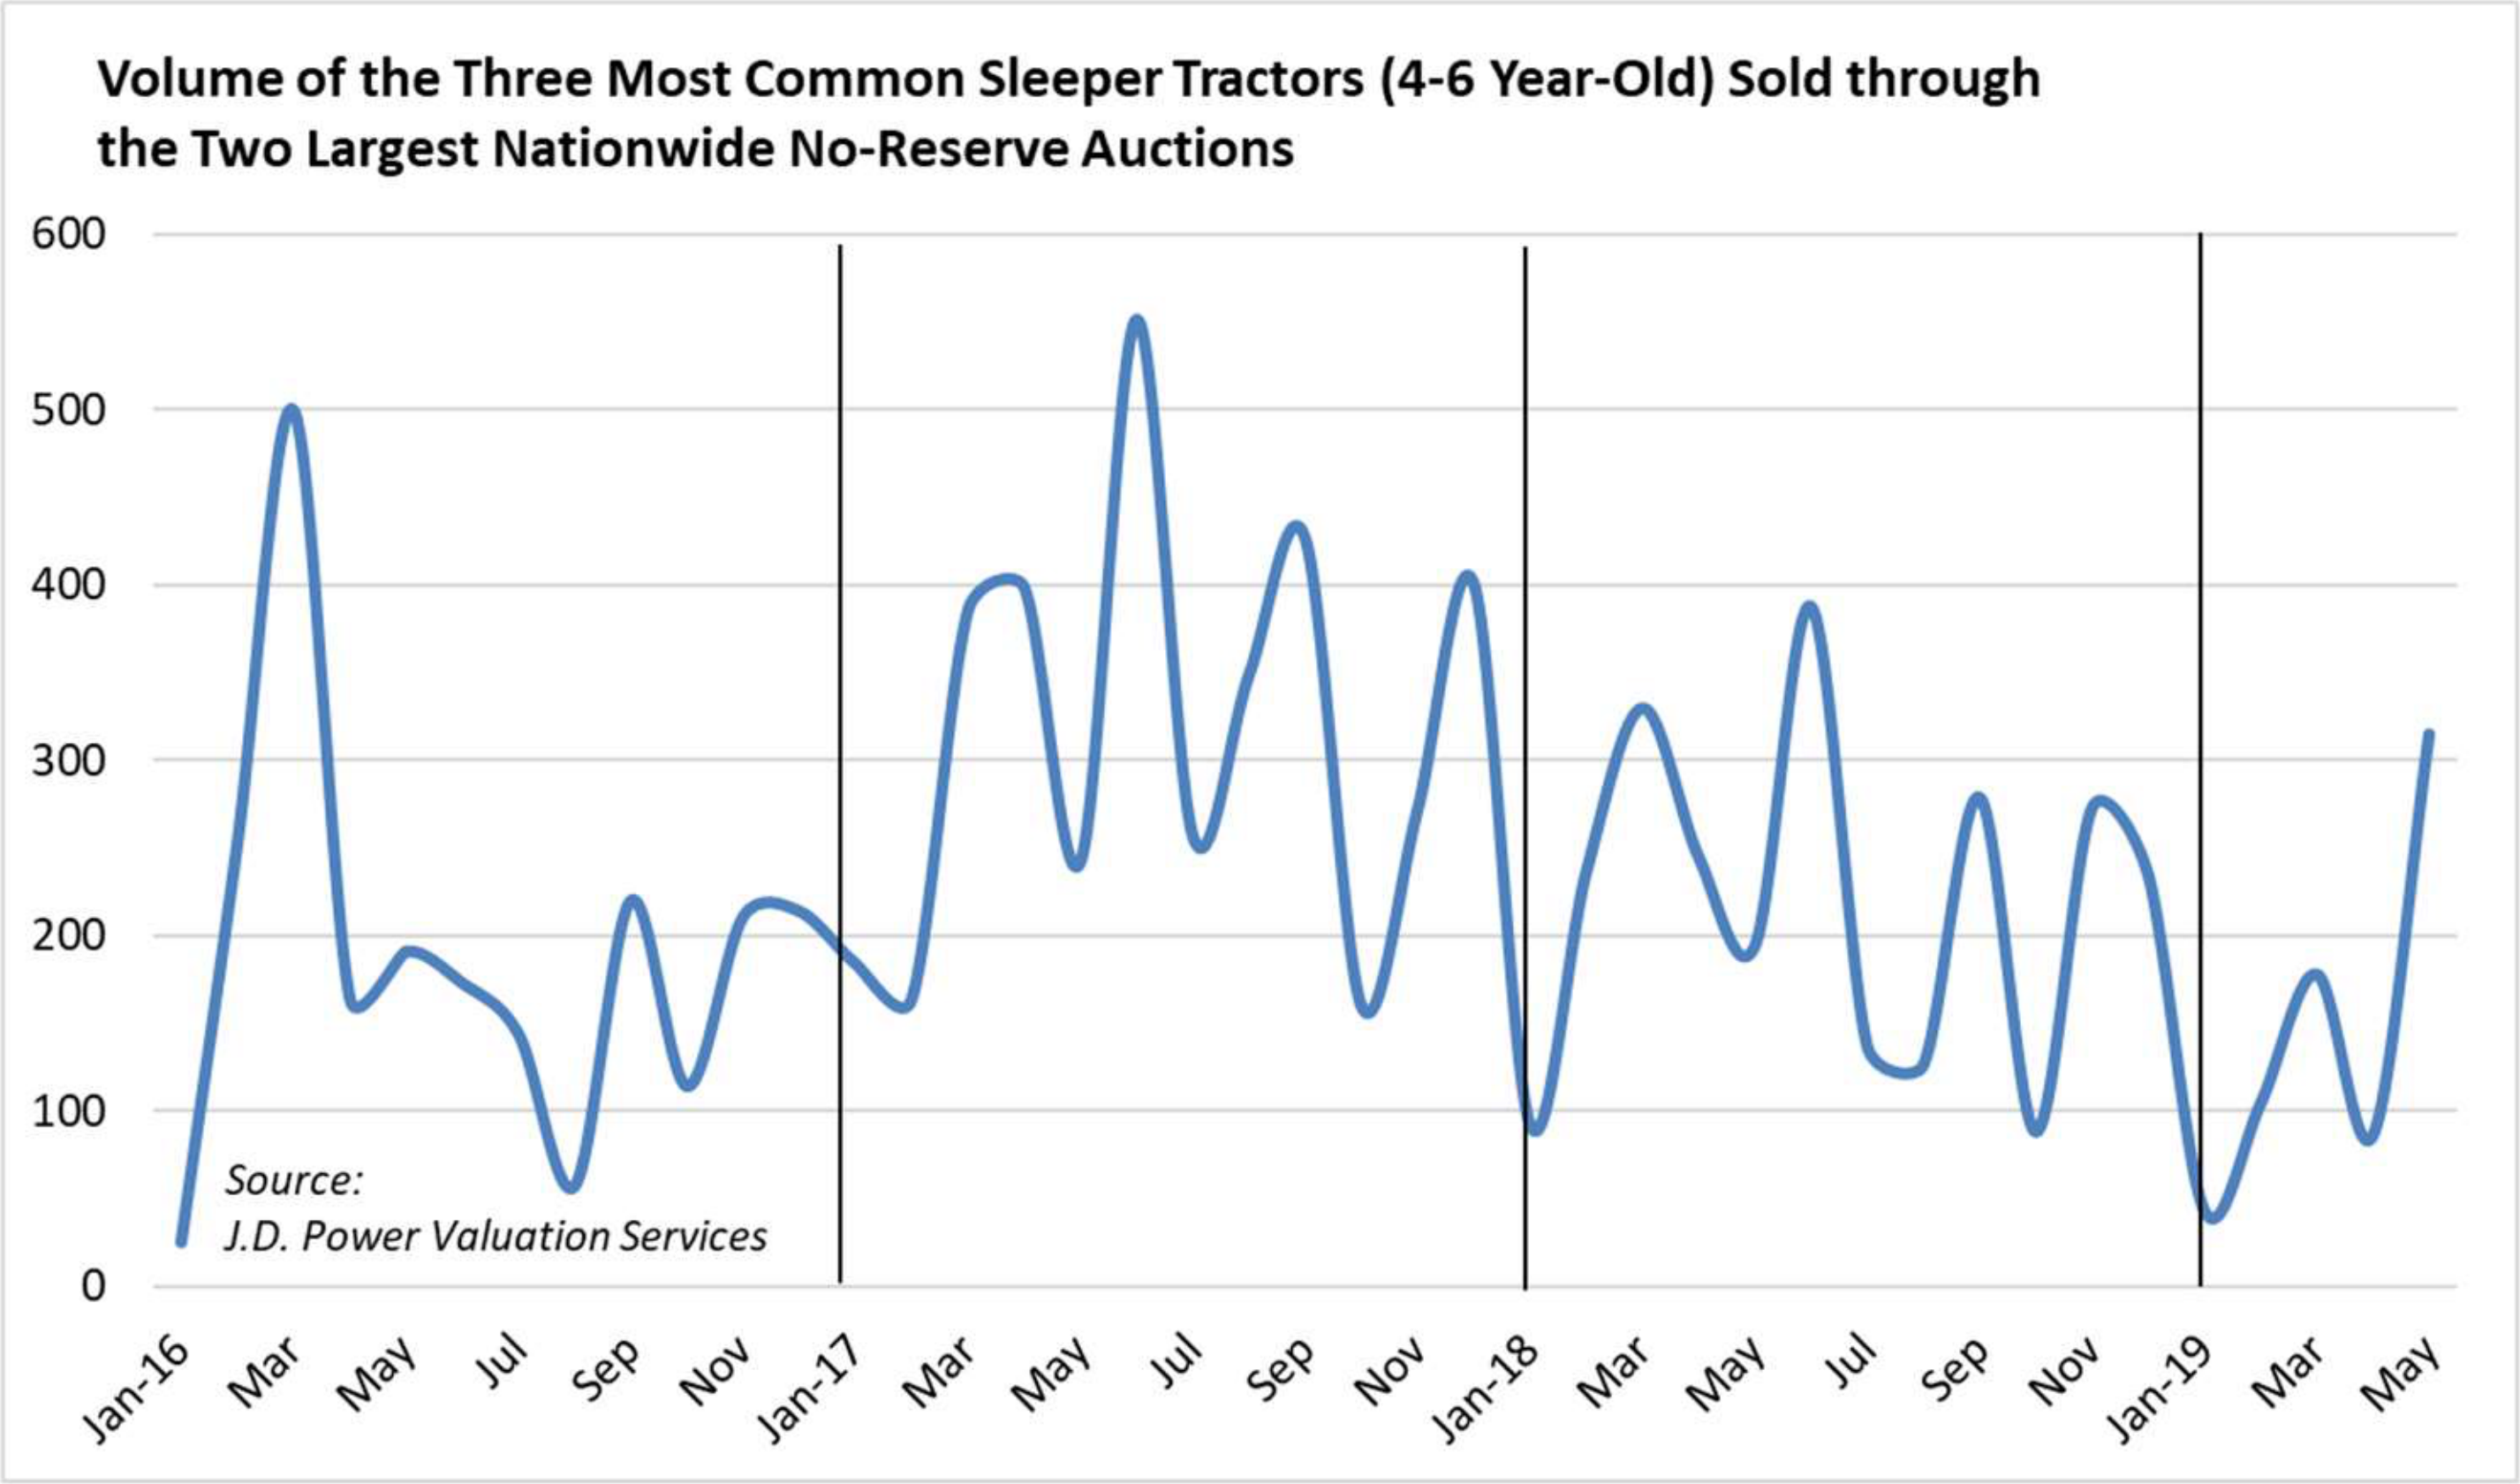 Volume of the Three Most Common Sleeper Tractors (4-6 Year-Old) Sold through
the Two Largest Nationwide No-Reserve Auctions
600
500
400
300
200
100
0
Source:
J.D. Power Valuation Services
Jan-16
Mar
May
Jul
Sep
Nov
Jan-17
Mar
May
Jul
Sep
Nov
Jan-18
Mar
May
Jul
Sep
Nov
Jan-19
Mar
May